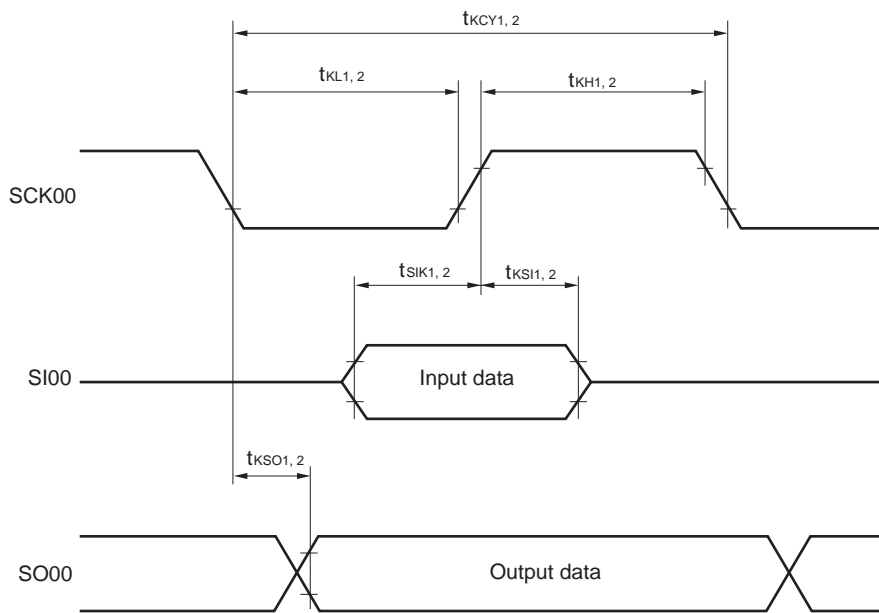 tKCY1, 2
tKL1, 2
tKH1, 2
SCK00
tSIK1, 2
tKSI1, 2
SI00
Input data
tKSO1, 2
SO00
Output data